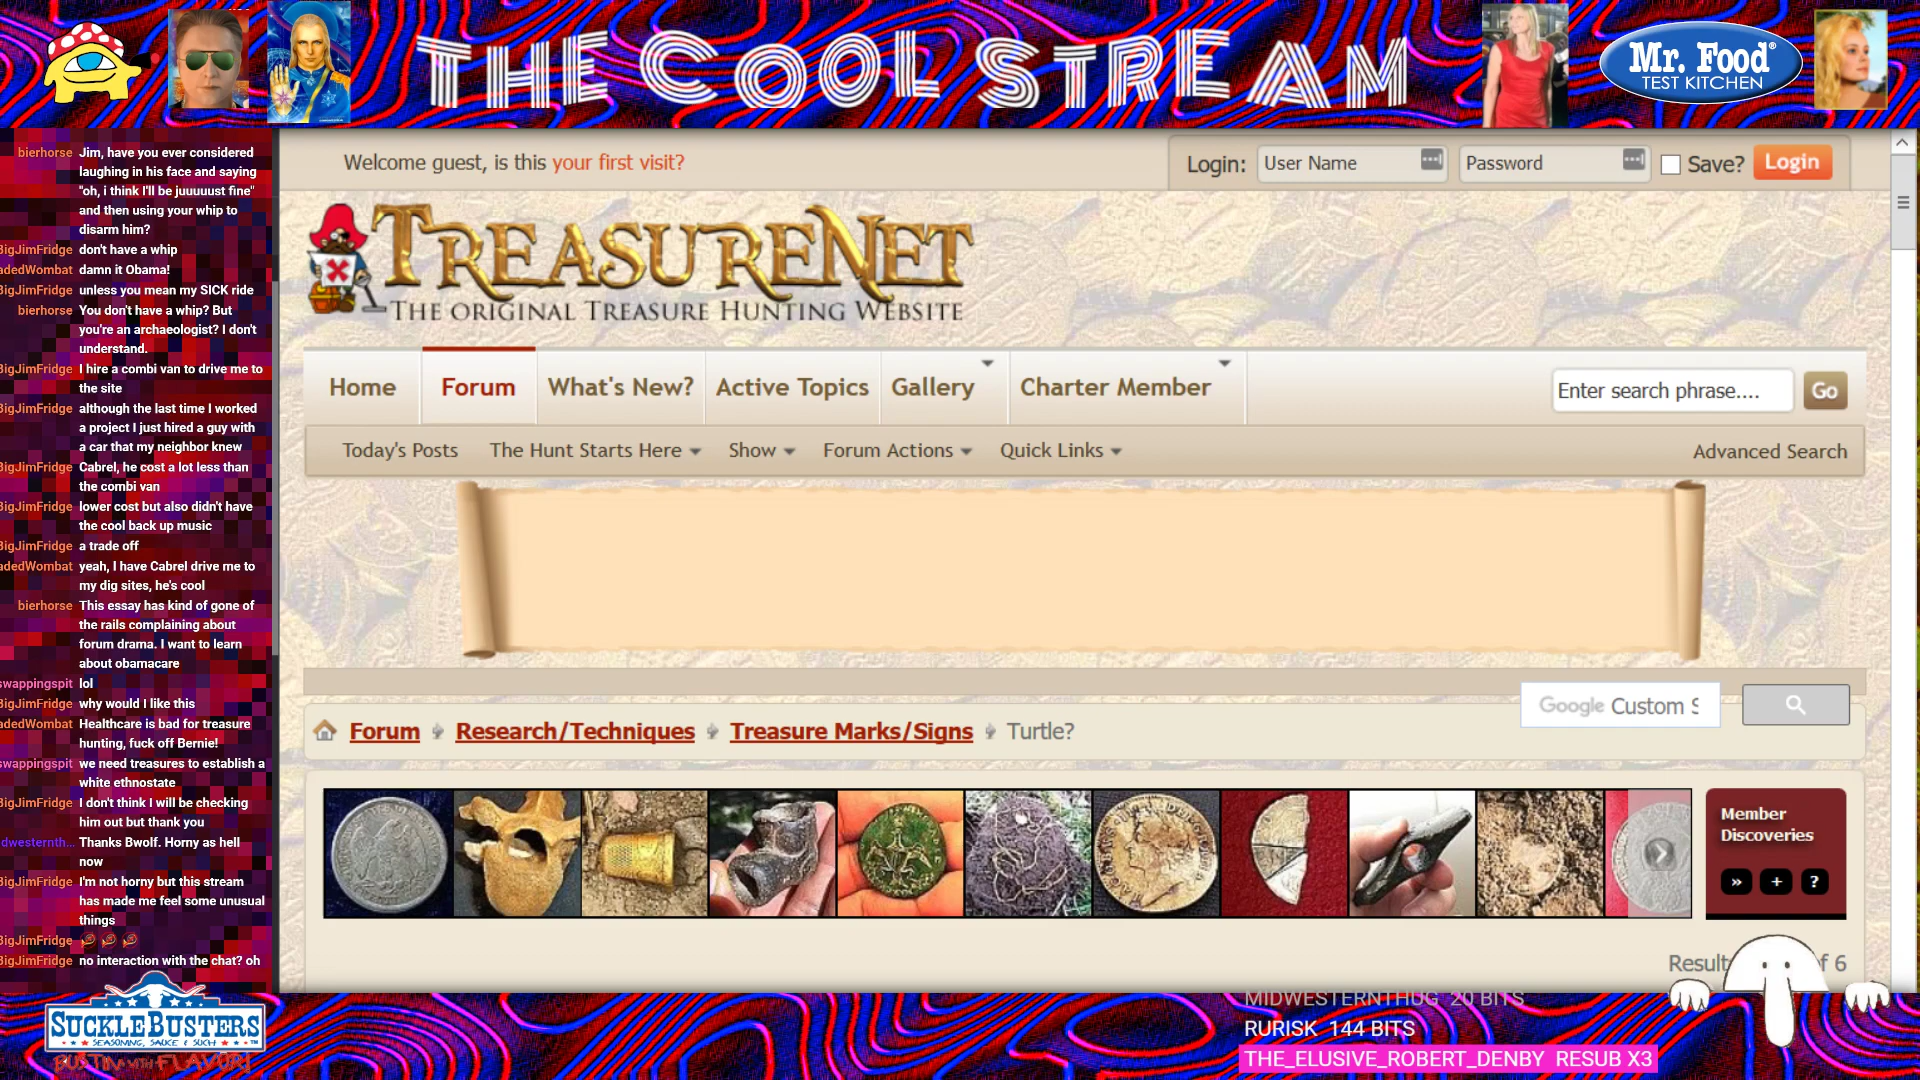 THE COOL STREAM
Mr. Food®
TEST KITCHEN
bierhorse Jim, have you ever considered
laughing in his face and saying
"oh, i think I'll be juuuuust fine"
and then using your whip to
disarm him?
BigJimFridge don't have a whip
adedWombat damn it Obama!
BigJimFridge unless you mean my SICK ride
bierhorse You don't have a whip? But
you're an archaeologist? I don't
understand.
BigJimFridge I hire a combi van to drive me to
the site
BigJimFridge although the last time I worked
a project I just hired a guy with
a car that my neighbor knew
BigJimFridge Cabrel, he cost a lot less than
the combi van
BigJimFridge lower cost but also didn't have
the cool back up music
BigJimFridge a trade off
adedWombat yeah, I have Cabrel drive me to
my dig sites, he's cool
bierhorse This essay has kind of gone of
the rails complaining about
forum drama. I want to learn
about obamacare
swappingspit lol
BigJimFridge why would I like this
adedWombat Healthcare is bad for treasure
hunting, fuck off Bernie!
swappingspit we need treasures to establish a
white ethnostate
BigJimFridge I don't think I will be checking
him out but thank you
dwesternth... Thanks Bwolf. Horny as hell
now
BigJimFridge I'm not horny but this stream
has made me feel some unusual
things
BigJimFridge
BigJimFridge no interaction with the chat? oh
Welcome guest, is this your first visit?
Login: User Name Password Save? Login
TREASURENET
THE ORIGINAL TREASURE HUNTING WEBSITE
Home Forum What's New? Active Topics Gallery Charter Member Enter search phrase.... Go
Today's Posts The Hunt Starts Here Show Forum Actions Quick Links Advanced Search
Google Custom S
Forum Research/Techniques Treasure Marks/Signs Turtle?
Member
Discoveries
» + ?
Result f 6
SUCKLEBUSTERS
SEASONING, SAUCE & SUCH
BUSTIN WITH FLAVOR!
MIDWESTERNTHUG 20 BITS
RURISK 144 BITS
THE_ELUSIVE_ROBERT_DENBY RESUB X3